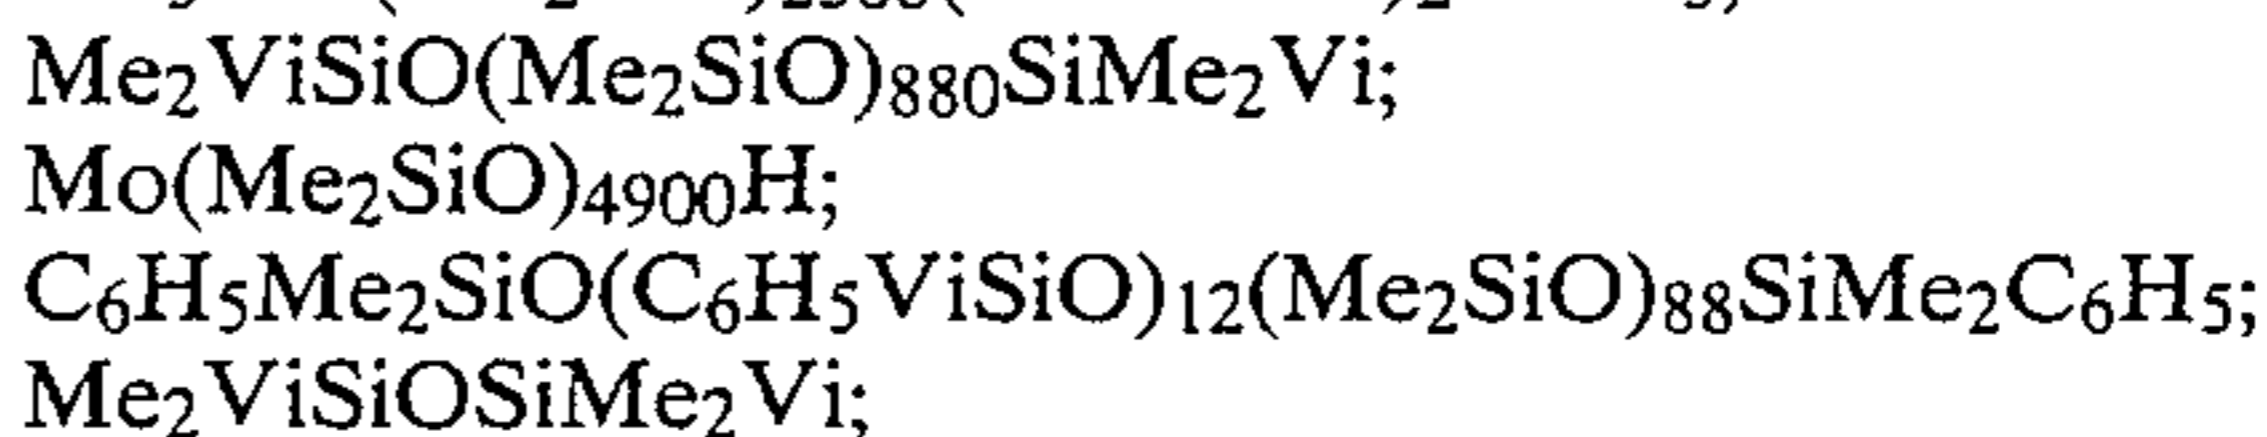 Me₂ViSiO(Me₂SiO)₈₈₀SiMe₂Vi;
Mo(Me₂SiO)₄₉₀₀H;
C₆H₅Me₂SiO(C₆H₅ViSiO)₁₂(Me₂SiO)₈₈SiMe₂C₆H₅;
Me₂ViSiOSiMe₂Vi;